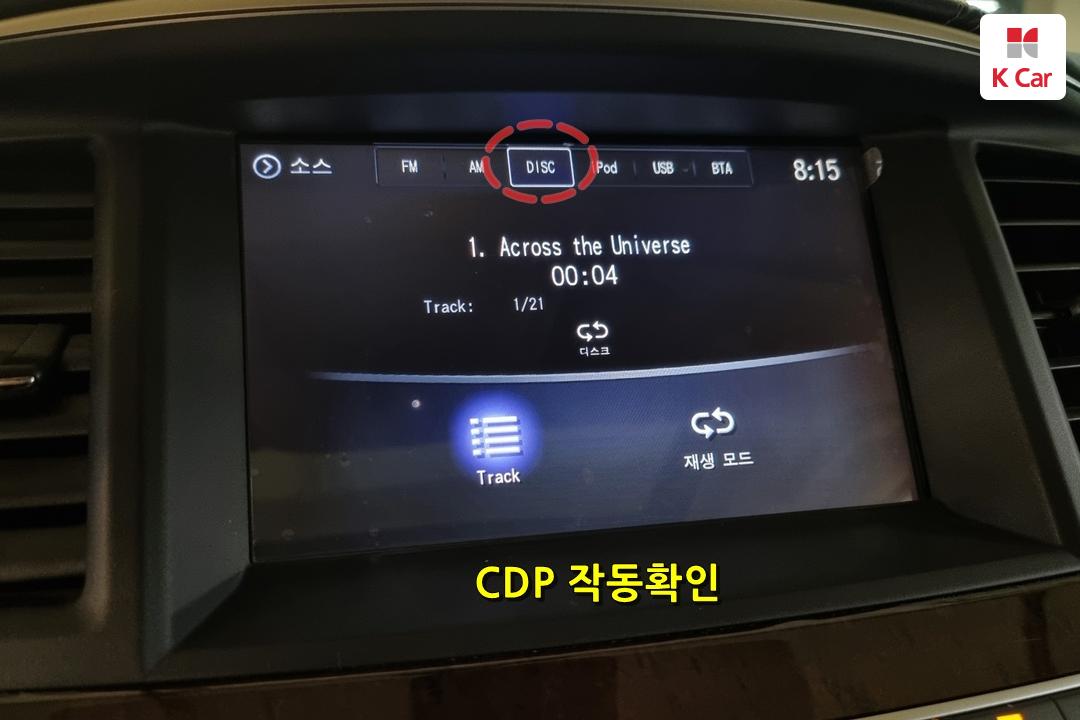 K Car
소스 FM AM DISC iPod USB BTA 8:15
1. Across the Universe
00:04
Track: 1/21
디스크
Track 재생 모드
CDP 작동확인